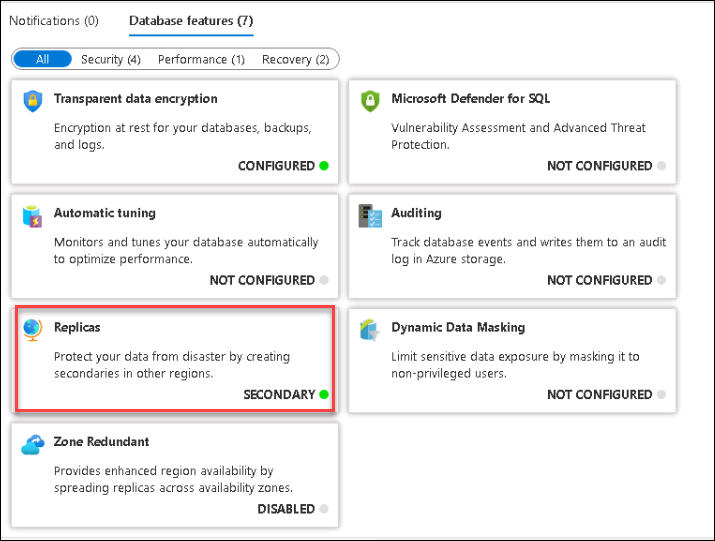 Notifications (0)
Database features (7)
All
Security (4)
Performance (1)
Recovery (2)
Transparent data encryption
Encryption at rest for your databases, backups,
and logs.
CONFIGURED
Microsoft Defender for SQL
Vulnerability Assessment and Advanced Threat
Protection.
NOT CONFIGURED
Automatic tuning
Monitors and tunes your database automatically
to optimize performance.
NOT CONFIGURED
Auditing
Track database events and writes them to an audit
log in Azure storage.
NOT CONFIGURED
Replicas
Protect your data from disaster by creating
secondaries in other regions.
SECONDARY
Dynamic Data Masking
Limit sensitive data exposure by masking it to
non-privileged users.
NOT CONFIGURED
Zone Redundant
Provides enhanced region availability by
spreading replicas across availability zones.
DISABLED